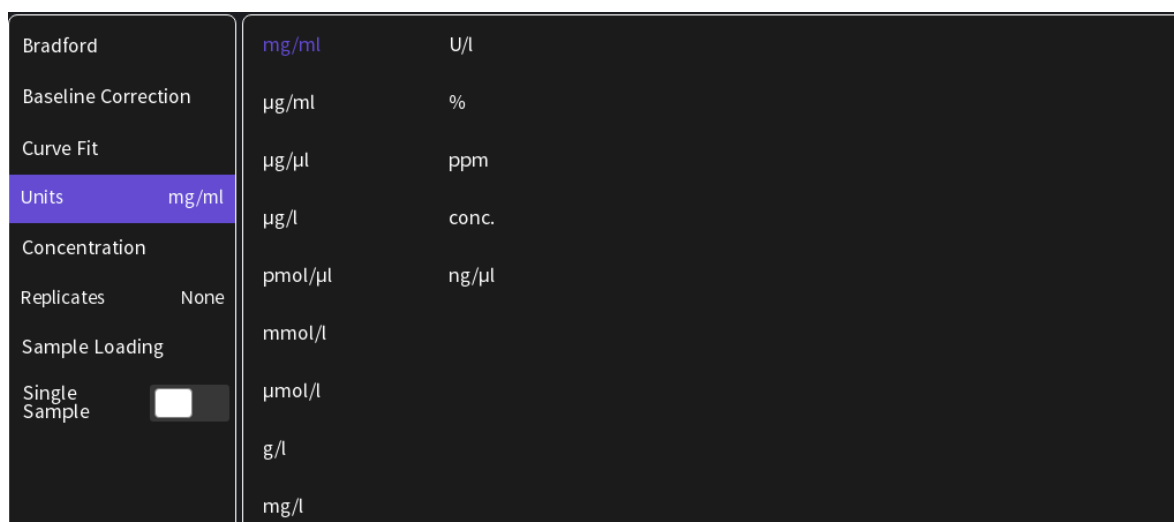 Bradford
Baseline Correction
Curve Fit
Units mg/ml
Concentration
Replicates None
Sample Loading
Single
Sample
mg/ml U/l
µg/ml %
µg/µl ppm
µg/l conc.
pmol/µl ng/µl
mmol/l
µmol/l
g/l
mg/l